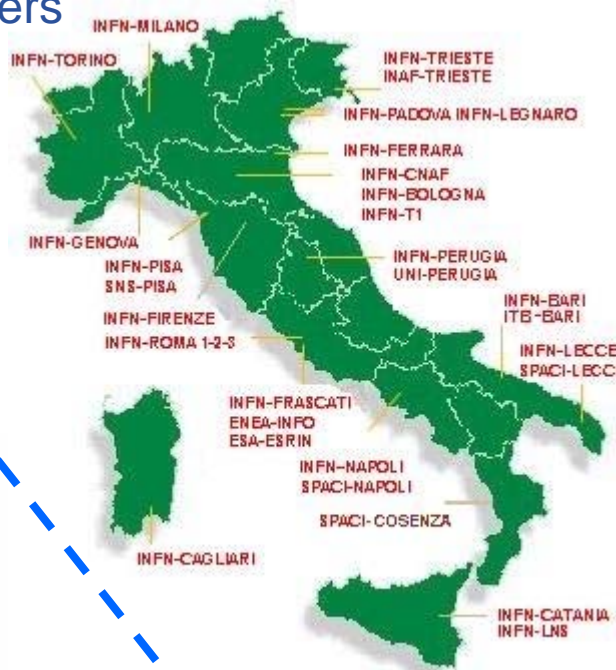 ers
INFN-MILANO
INFN-TORINO
INFN-TRIESTE
INAF-TRIESTE
INFN-PADOVA INFN-LEGNARO
INFN-FERRARA
INFN-CNAF
INFN-BOLOGNA
INFN-T1
INFN-GENOVA
INFN-PISA
SNS-PISA
INFN-PERUGIA
UNI-PERUGIA
INFN-FIRENZE
INFN-ROMA 1-2-3
INFN-BARI
ITB-BARI
INFN-LECCE
SPACI-LECC
INFN-FRASCATI
ENEA-INFO
ESA-ESRIN
INFN-NAPOLI
SPACI-NAPOLI
SPACI-COSENZA
INFN-CAGLIARI
INFN-CATANIA
INFN-LNS